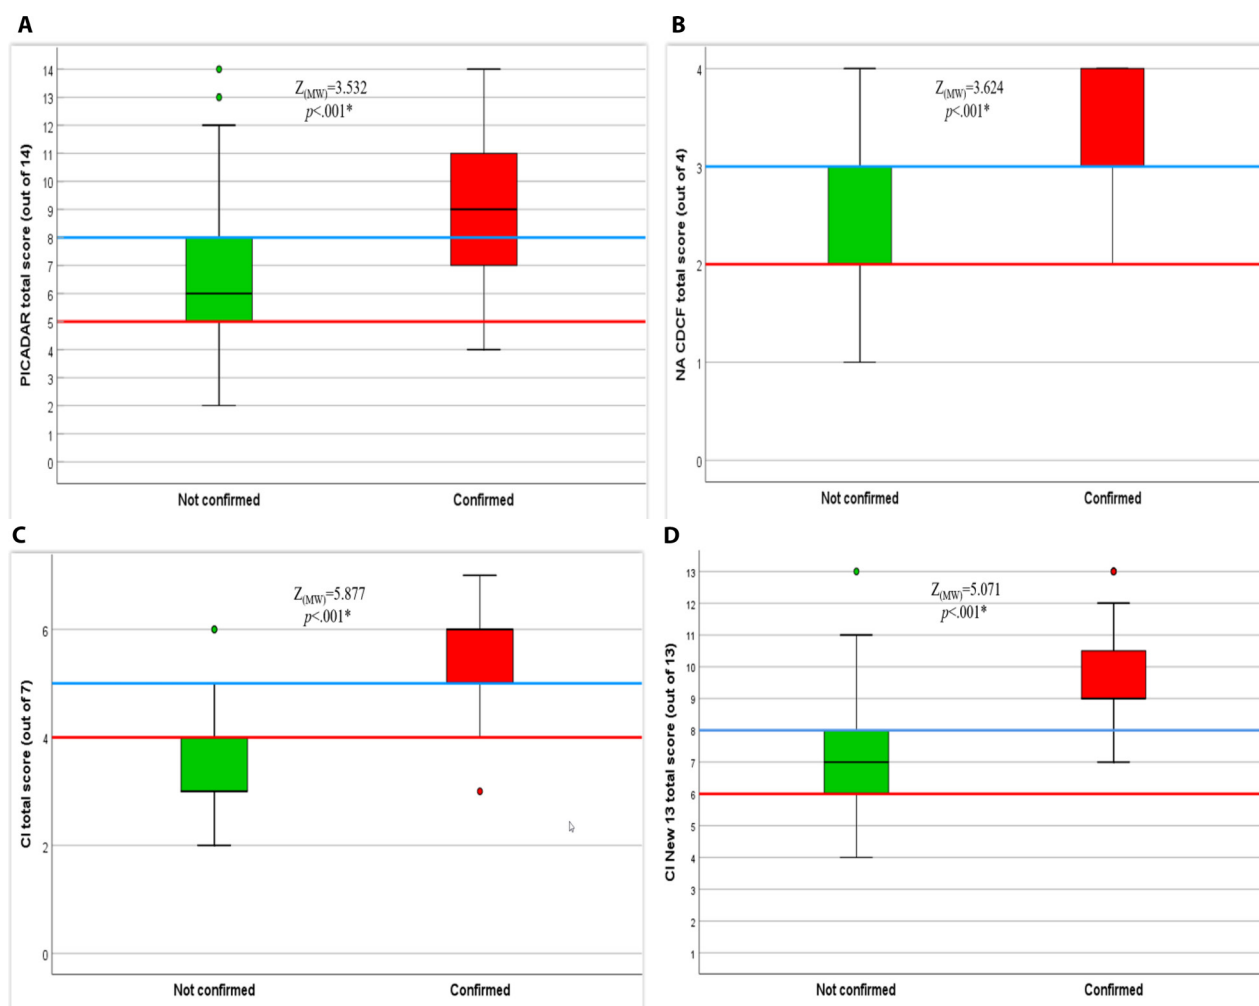 A
PICADAR total score (out of 14)
14
13
12
11
10
9
8
7
6
5
4
3
2
1
0
Z(MW)=3.532
p<.001*
Not confirmed
Confirmed
B
NA CDCF total score (out of 4)
4
3
2
1
0
Z(MW)=3.624
p<.001*
Not confirmed
Confirmed
C
CI total score (out of 7)
6
4
2
0
Z(MW)=5.877
p<.001*
Not confirmed
Confirmed
D
CI New 13 total score (out of 13)
13
12
11
10
9
8
7
6
5
4
3
2
1
Z(MW)=5.071
p<.001*
Not confirmed
Confirmed